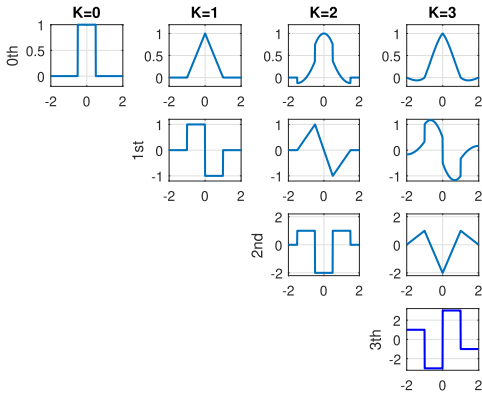 K=0 K=1 K=2 K=3
0th 1 0.5 0 1 0.5 0 1 0.5 0 1 0.5 0
-2 0 2 -2 0 2 -2 0 2 -2 0 2
1st 1 0 -1 1 0 -1 1 0 -1
-2 0 2 -2 0 2 -2 0 2
2nd 2 0 -2 2 0 -2
-2 0 2 -2 0 2
3th 2 0 -2
-2 0 2